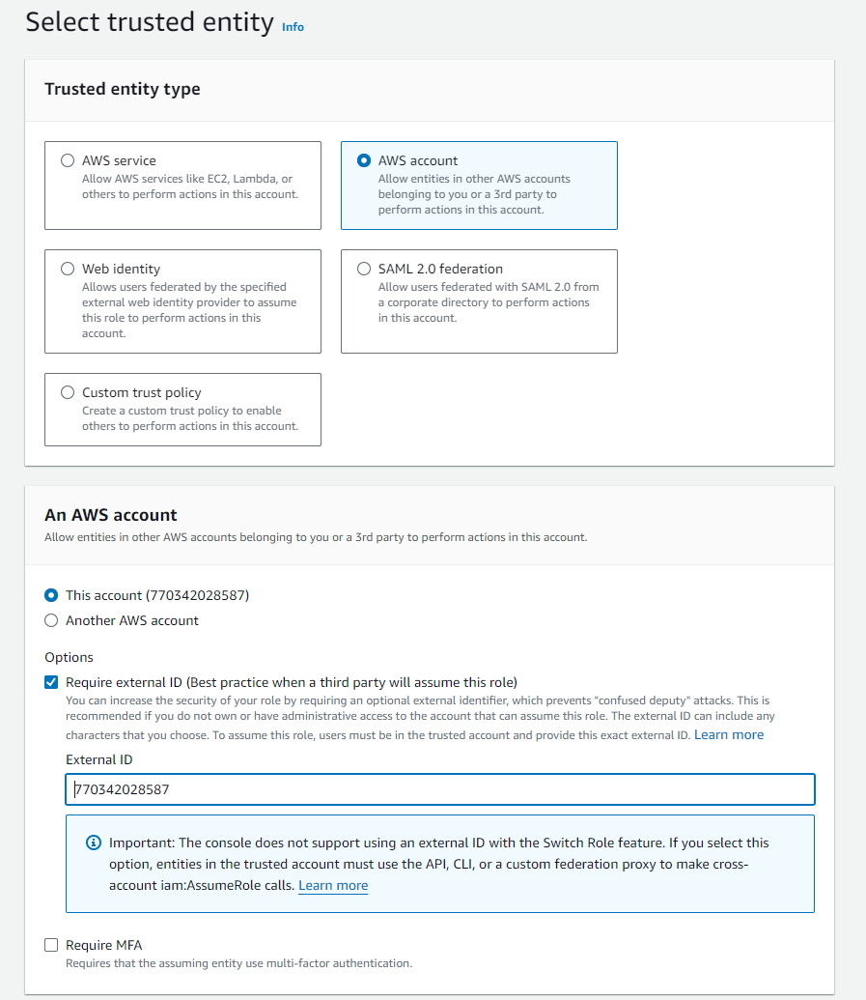 Select trusted entity Info
Trusted entity type
AWS service
Allow AWS services like EC2, Lambda, or
others to perform actions in this account.
AWS account
Allow entities in other AWS accounts
belonging to you or a 3rd party to
perform actions in this account.
Web identity
Allows users federated by the specified
external web identity provider to assume
this role to perform actions in this
account.
SAML 2.0 federation
Allow users federated with SAML 2.0 from
a corporate directory to perform actions
in this account.
Custom trust policy
Create a custom trust policy to enable
others to perform actions in this account.
An AWS account
Allow entities in other AWS accounts belonging to you or a 3rd party to perform actions in this account.
This account (770342028587)
Another AWS account
Options
Require external ID (Best practice when a third party will assume this role)
You can increase the security of your role by requiring an optional external identifier, which prevents "confused deputy" attacks. This is
recommended if you do not own or have administrative access to the account that can assume this role. The external ID can include any
characters that you choose. To assume this role, users must be in the trusted account and provide this exact external ID. Learn more
External ID
770342028587
Important: The console does not support using an external ID with the Switch Role feature. If you select this
option, entities in the trusted account must use the API, CLI, or a custom federation proxy to make cross-
account iam:AssumeRole calls. Learn more
Require MFA
Requires that the assuming entity use multi-factor authentication.